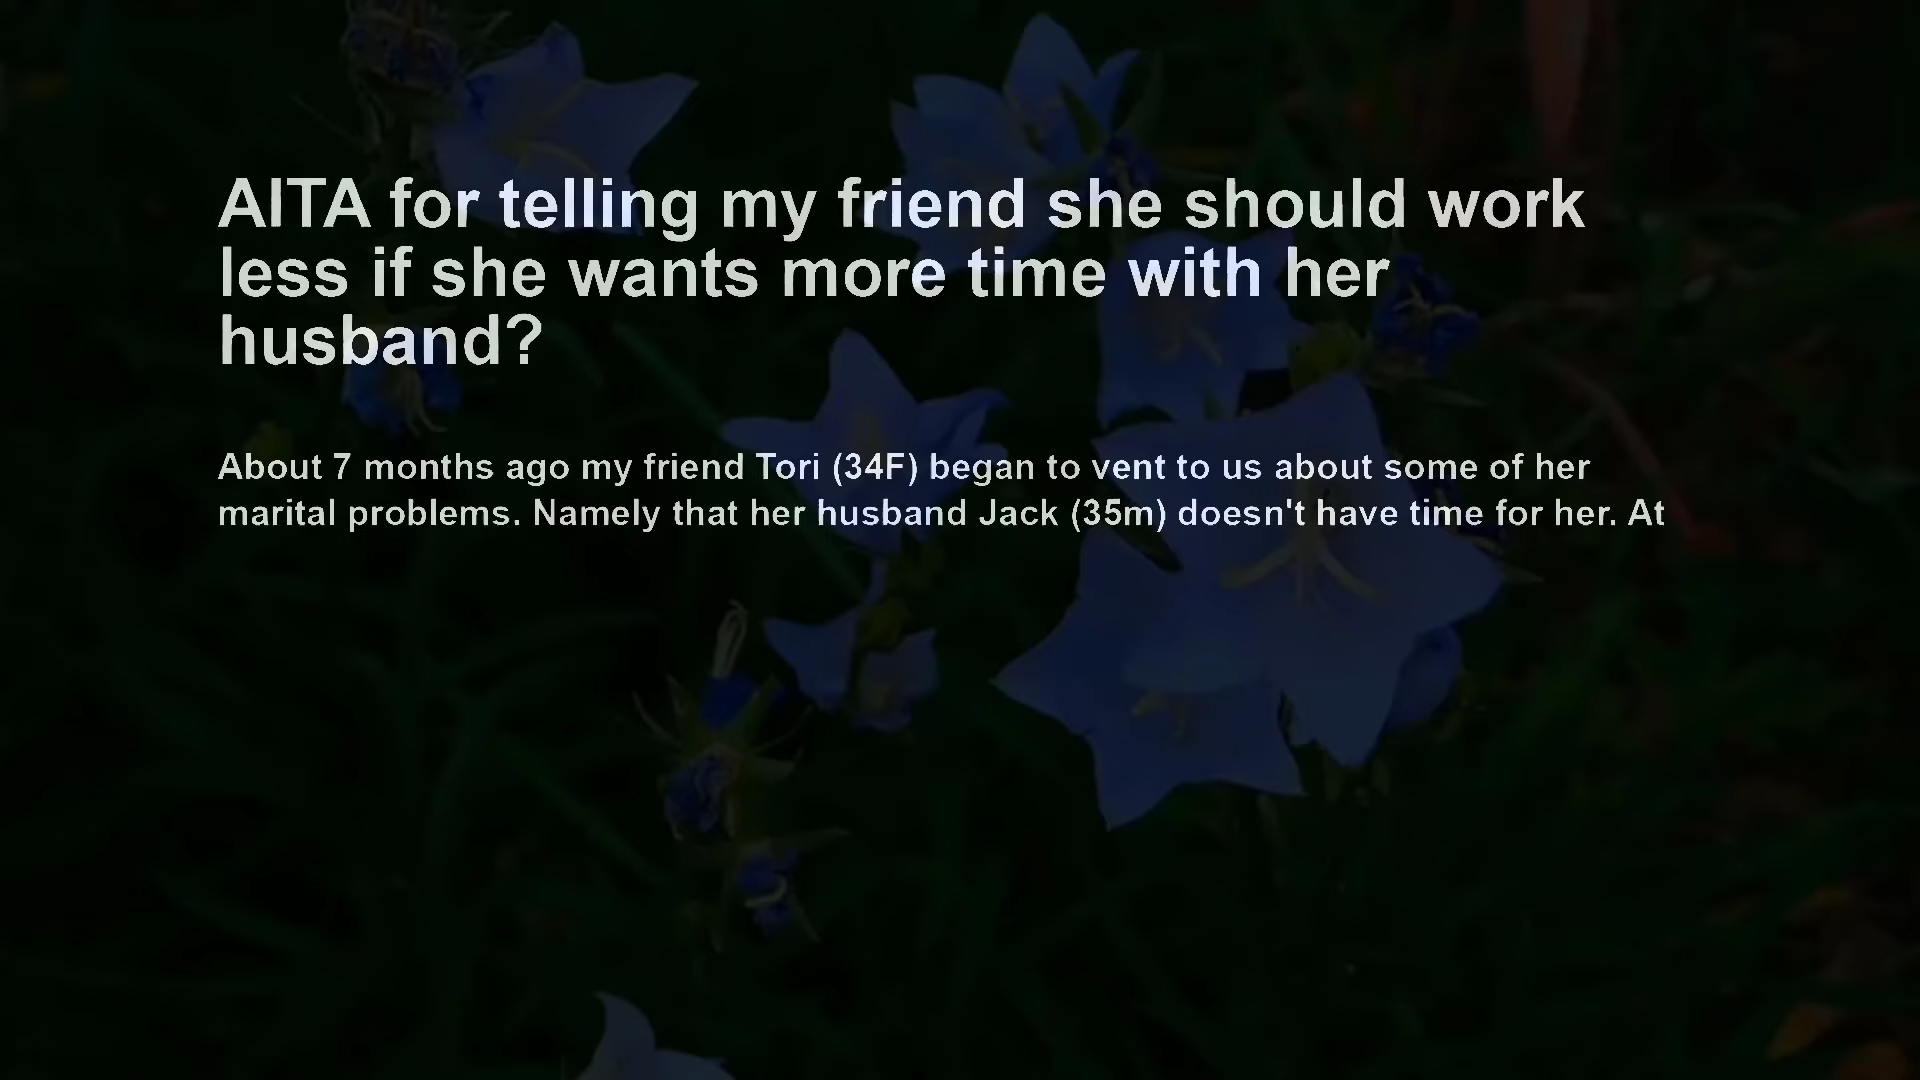 AITA for telling my friend she should work
less if she wants more time with her
husband?
About 7 months ago my friend Tori (34F) began to vent to us about some of her
marital problems. Namely that her husband Jack (35m) doesn't have time for her. At